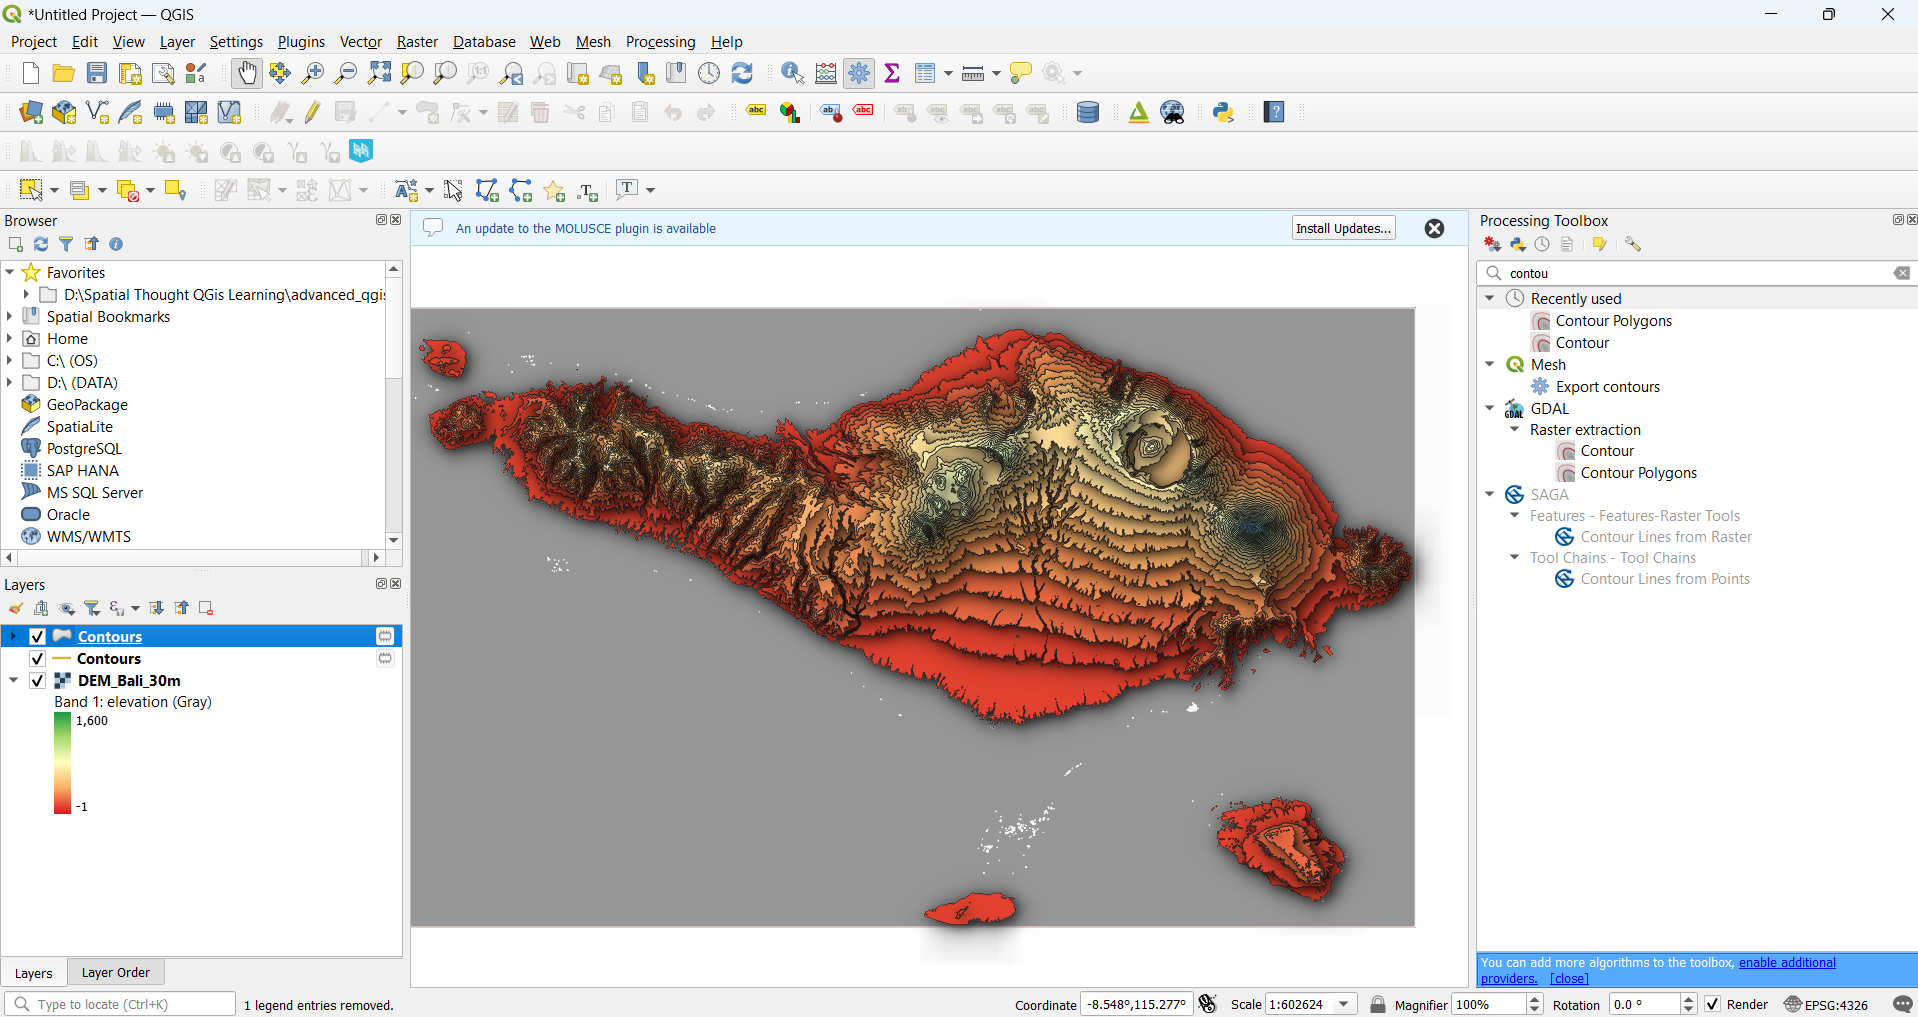 *Untitled Project — QGIS
Project Edit View Layer Settings Plugins Vector Raster Database Web Mesh Processing Help
Browser
Favorites
D:\Spatial Thought QGis Learning\advanced_qgis
Spatial Bookmarks
Home
C:\ (OS)
D:\ (DATA)
GeoPackage
SpatiaLite
PostgreSQL
SAP HANA
MS SQL Server
Oracle
WMS/WMTS
Layers
Contours
Contours
DEM_Bali_30m
Band 1: elevation (Gray)
1,600
-1
Layers Layer Order
An update to the MOLUSCE plugin is available Install Updates...
Processing Toolbox
contou
Recently used
Contour Polygons
Contour
Mesh
Export contours
GDAL
Raster extraction
Contour
Contour Polygons
SAGA
Features - Features-Raster Tools
Contour Lines from Raster
Tool Chains - Tool Chains
Contour Lines from Points
You can add more algorithms to the toolbox, enable additional
providers. [close]
Type to locate (Ctrl+K) 1 legend entries removed. Coordinate -8.548°,115.277° Scale 1:602624 Magnifier 100% Rotation 0.0 ° Render EPSG:4326